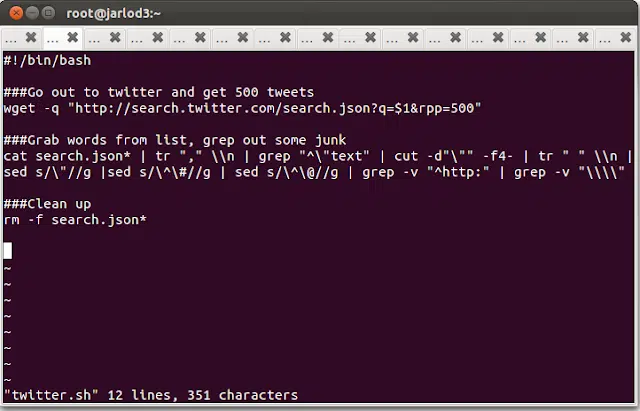 root@jarlod3:~
... ✖ ... ✖ ... ✖ ... ✖ ... ✖ ... ✖ ... ✖ ... ✖ ... ✖ ... ✖ ... ✖ ... ✖ ... ✖ ... ✖ ... ✖
#!/bin/bash
###Go out to twitter and get 500 tweets
wget -q "http://search.twitter.com/search.json?q=$1&rpp=500"
###Grab words from list, grep out some junk
cat search.json* | tr "," \\n | grep "^\"text" | cut -d"\"" -f4- | tr " " \\n |
sed s/\"//g |sed s/\^\#//g | sed s/\^\@//g | grep -v "^http:" | grep -v "\\\\"
###Clean up
rm -f search.json*
~
~
~
~
~
~
~
~
"twitter.sh" 12 lines, 351 characters